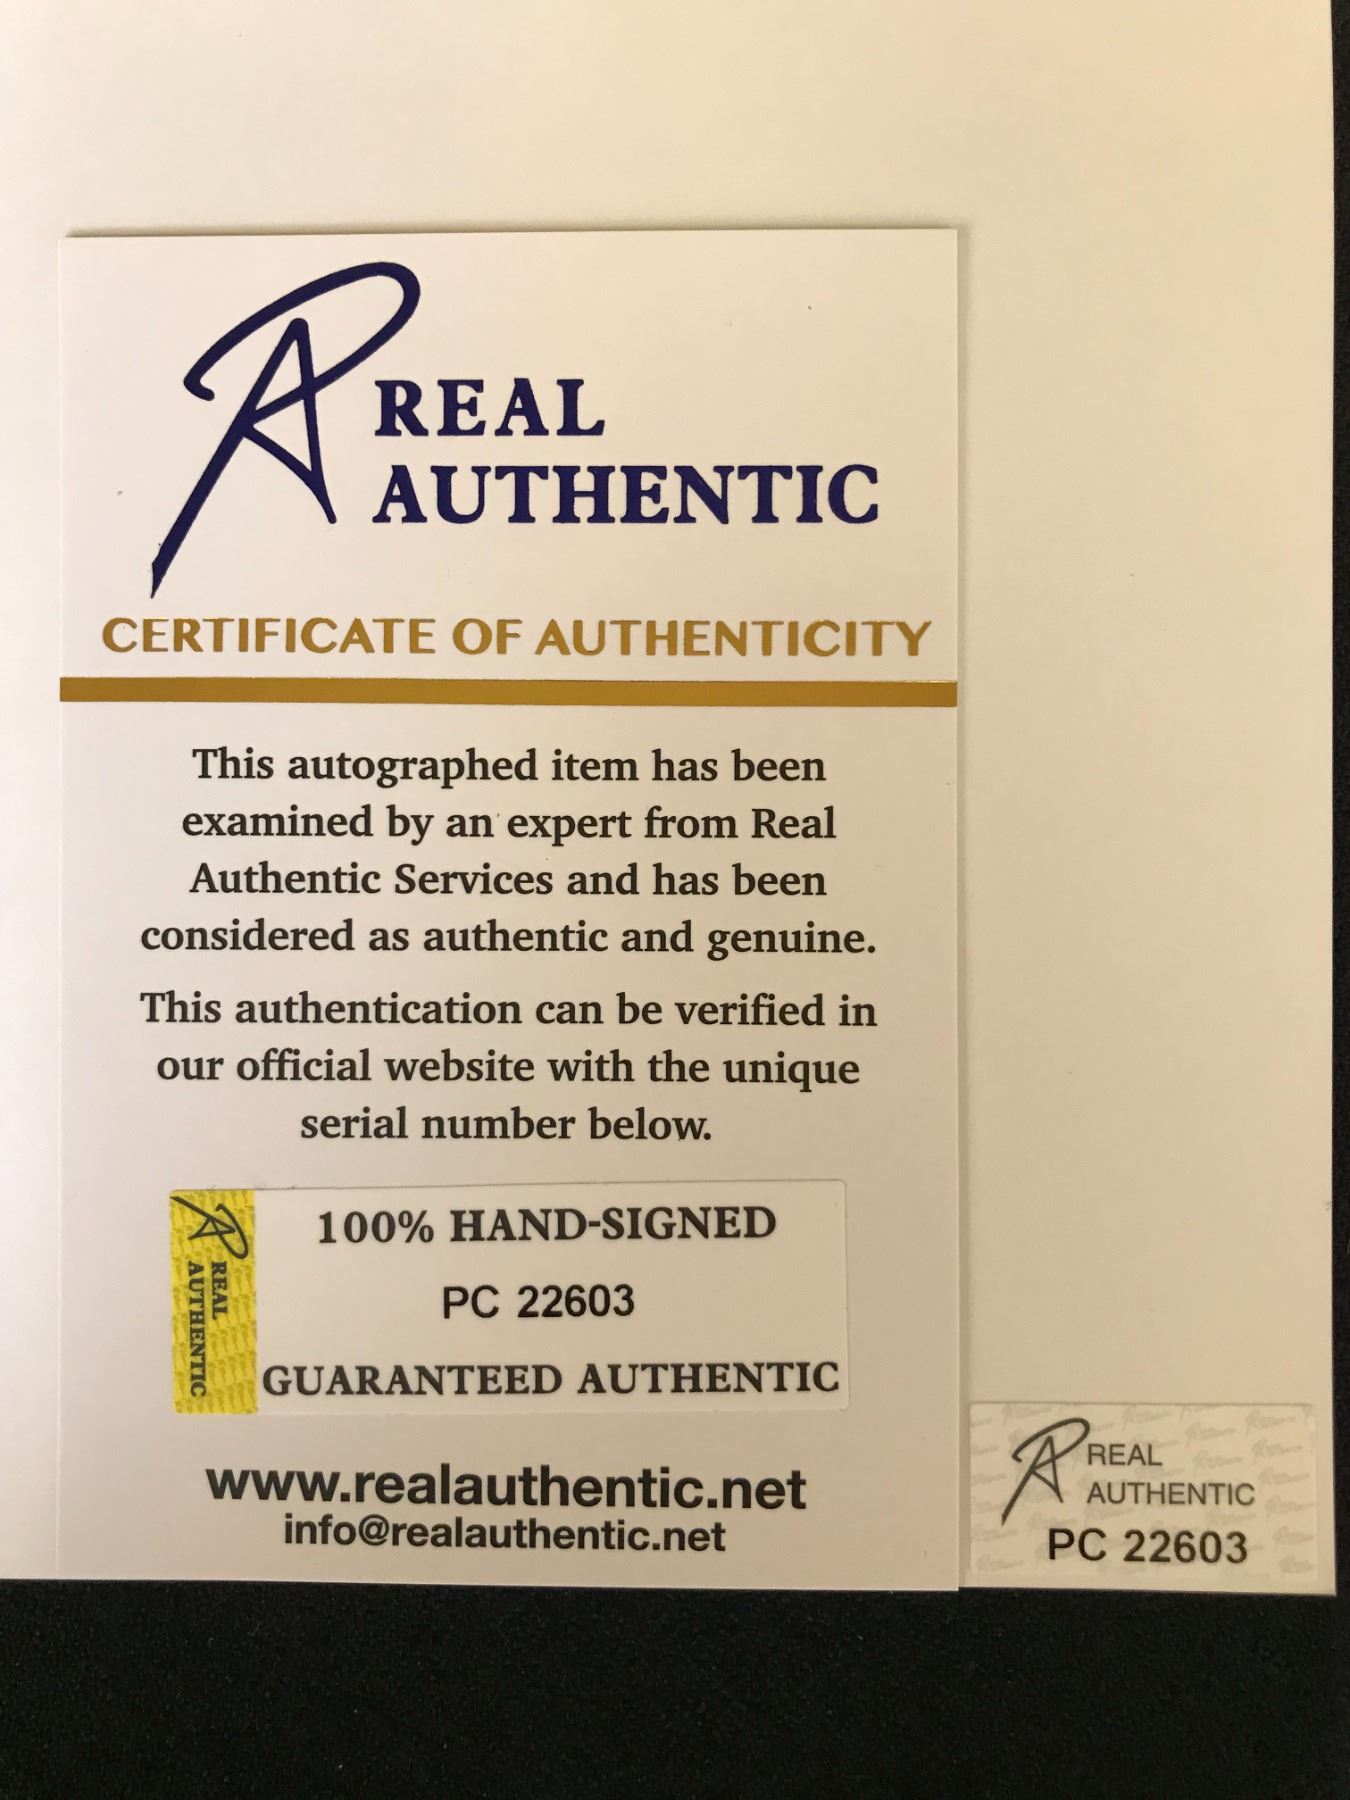 REAL
AUTHENTIC
CERTIFICATE OF AUTHENTICITY
This autographed item has been
examined by an expert from Real
Authentic Services and has been
considered as authentic and genuine.
This authentication can be verified in
our official website with the unique
serial number below.
REAL
AUTHENTIC
100% HAND-SIGNED
PC 22603
GUARANTEED AUTHENTIC
www.realauthentic.net
info@realauthentic.net
REAL
AUTHENTIC
PC 22603